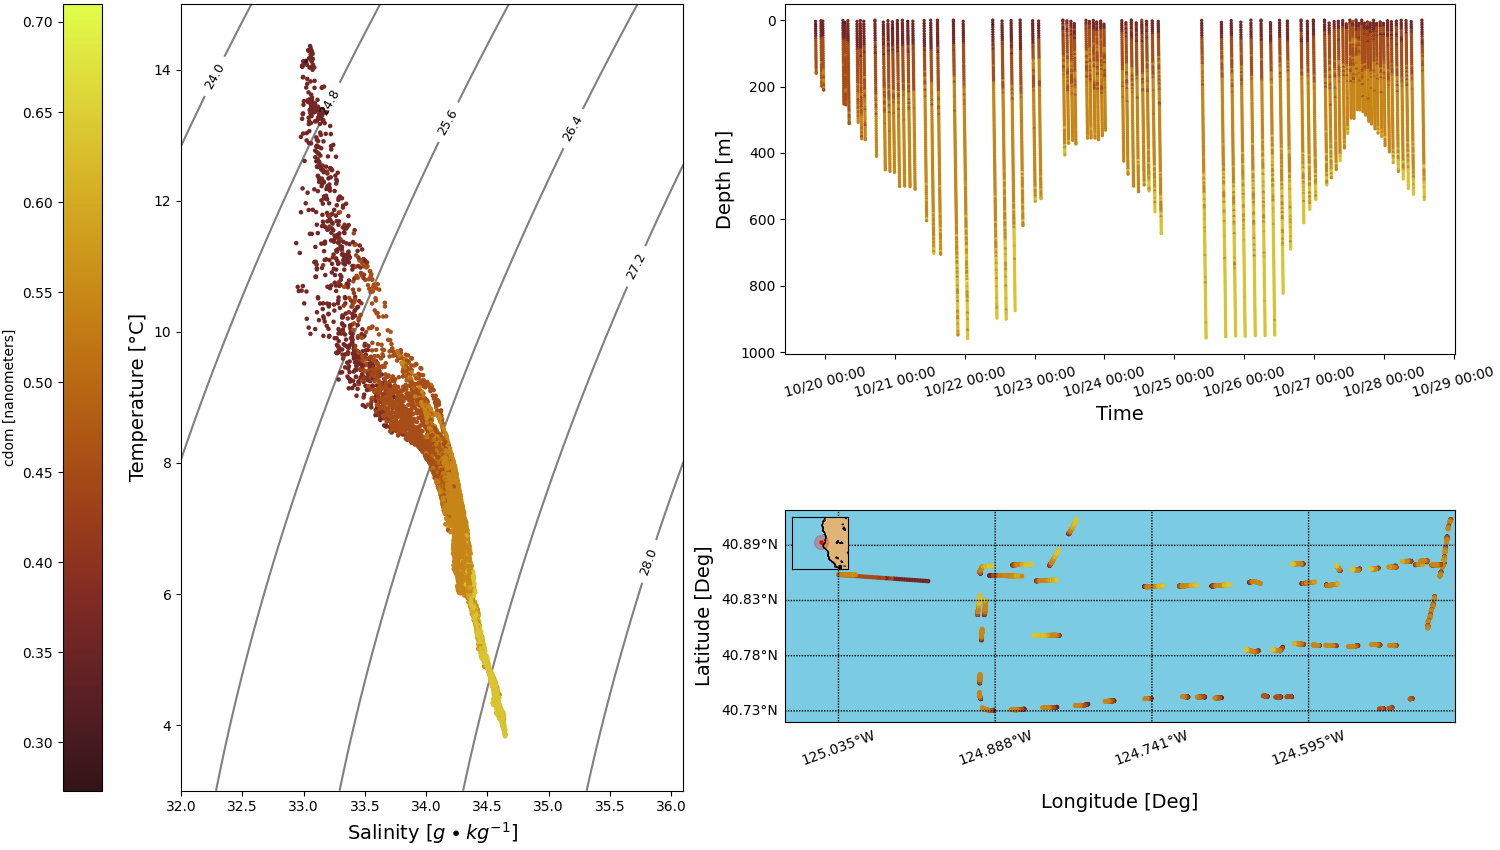 0.70
0.65
0.60
0.55
0.50
0.45
0.40
0.35
0.30
cdom [nanometers]
14
12
10
8
6
4
Temperature [°C]
24.0
24.8
25.6
26.4
27.2
28.0
32.0 32.5 33.0 33.5 34.0 34.5 35.0 35.5 36.0
Salinity [g • kg⁻¹]
0
200
400
600
800
1000
Depth [m]
10/20 00:00 10/21 00:00 10/22 00:00 10/23 00:00 10/24 00:00 10/25 00:00 10/26 00:00 10/27 00:00 10/28 00:00 10/29 00:00
Time
40.89°N
40.83°N
40.78°N
40.73°N
Latitude [Deg]
125.035°W 124.888°W 124.741°W 124.595°W
Longitude [Deg]